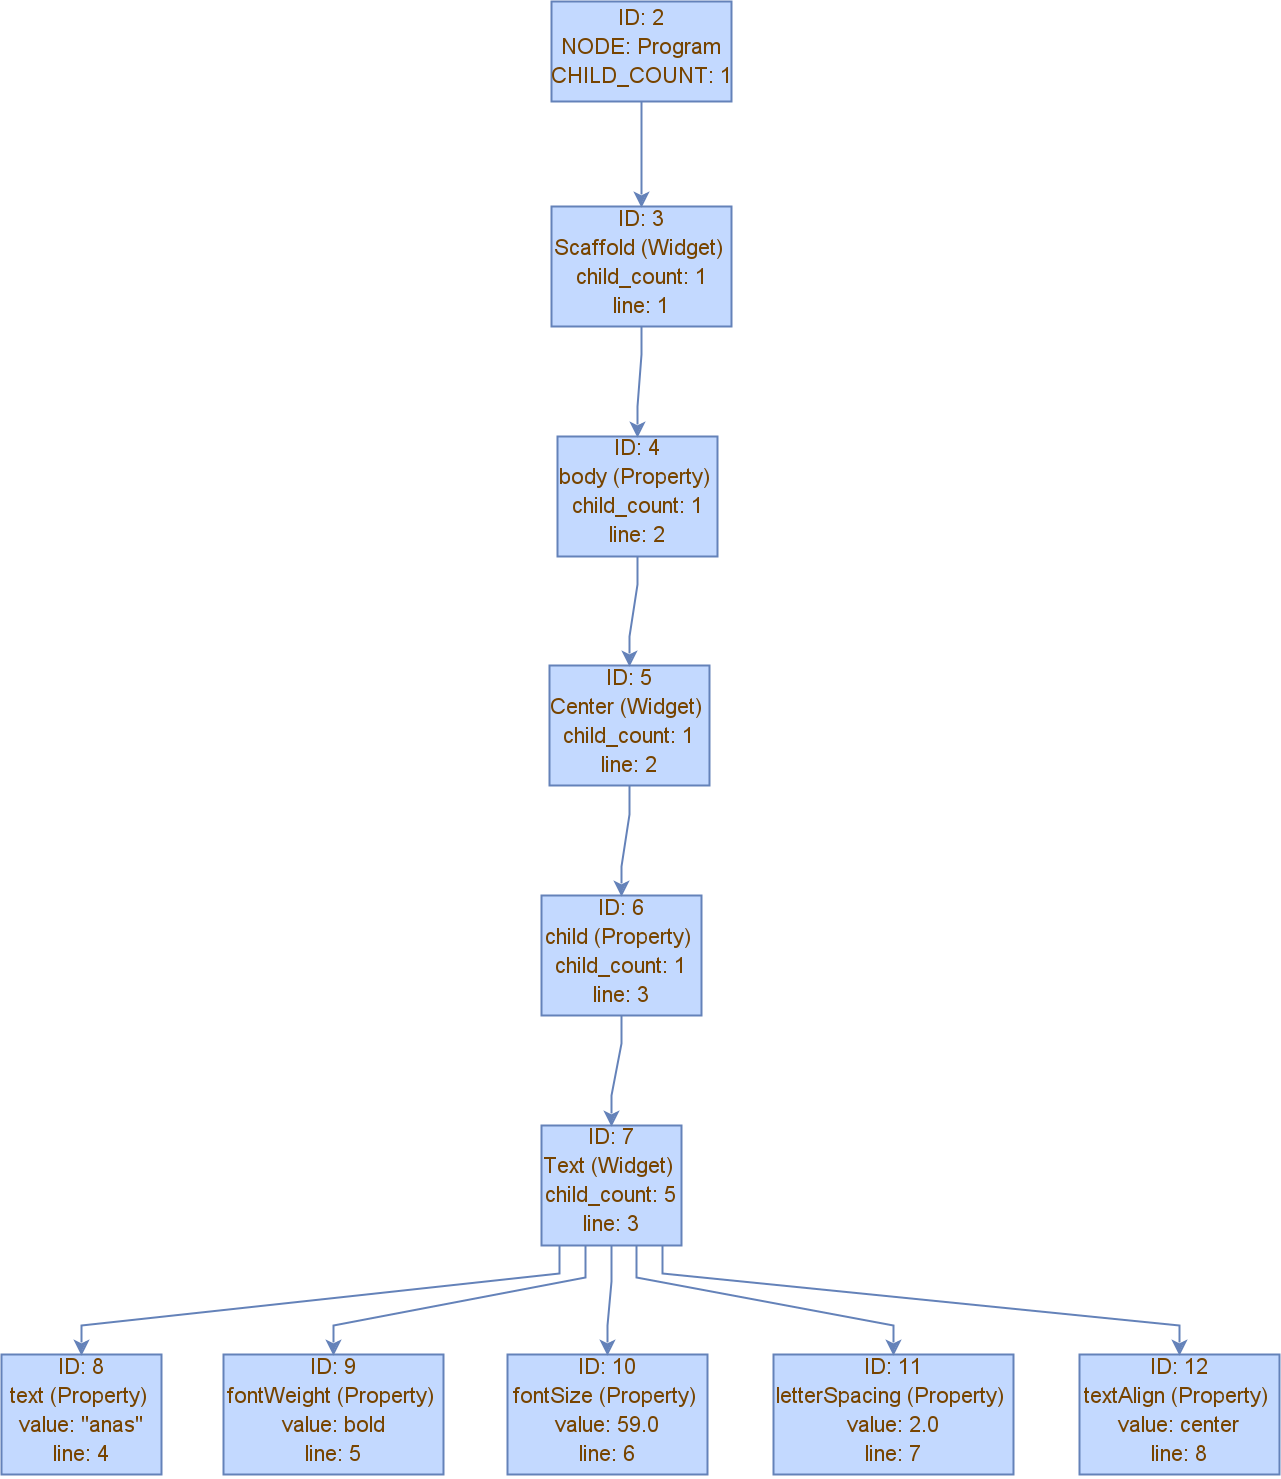 ID: 2
NODE: Program
CHILD_COUNT: 1
ID: 3
Scaffold (Widget)
child_count: 1
line: 1
ID: 4
body (Property)
child_count: 1
line: 2
ID: 5
Center (Widget)
child_count: 1
line: 2
ID: 6
child (Property)
child_count: 1
line: 3
ID: 7
Text (Widget)
child_count: 5
line: 3
ID: 8
text (Property)
value: "anas"
line: 4
ID: 9
fontWeight (Property)
value: bold
line: 5
ID: 10
fontSize (Property)
value: 59.0
line: 6
ID: 11
letterSpacing (Property)
value: 2.0
line: 7
ID: 12
textAlign (Property)
value: center
line: 8